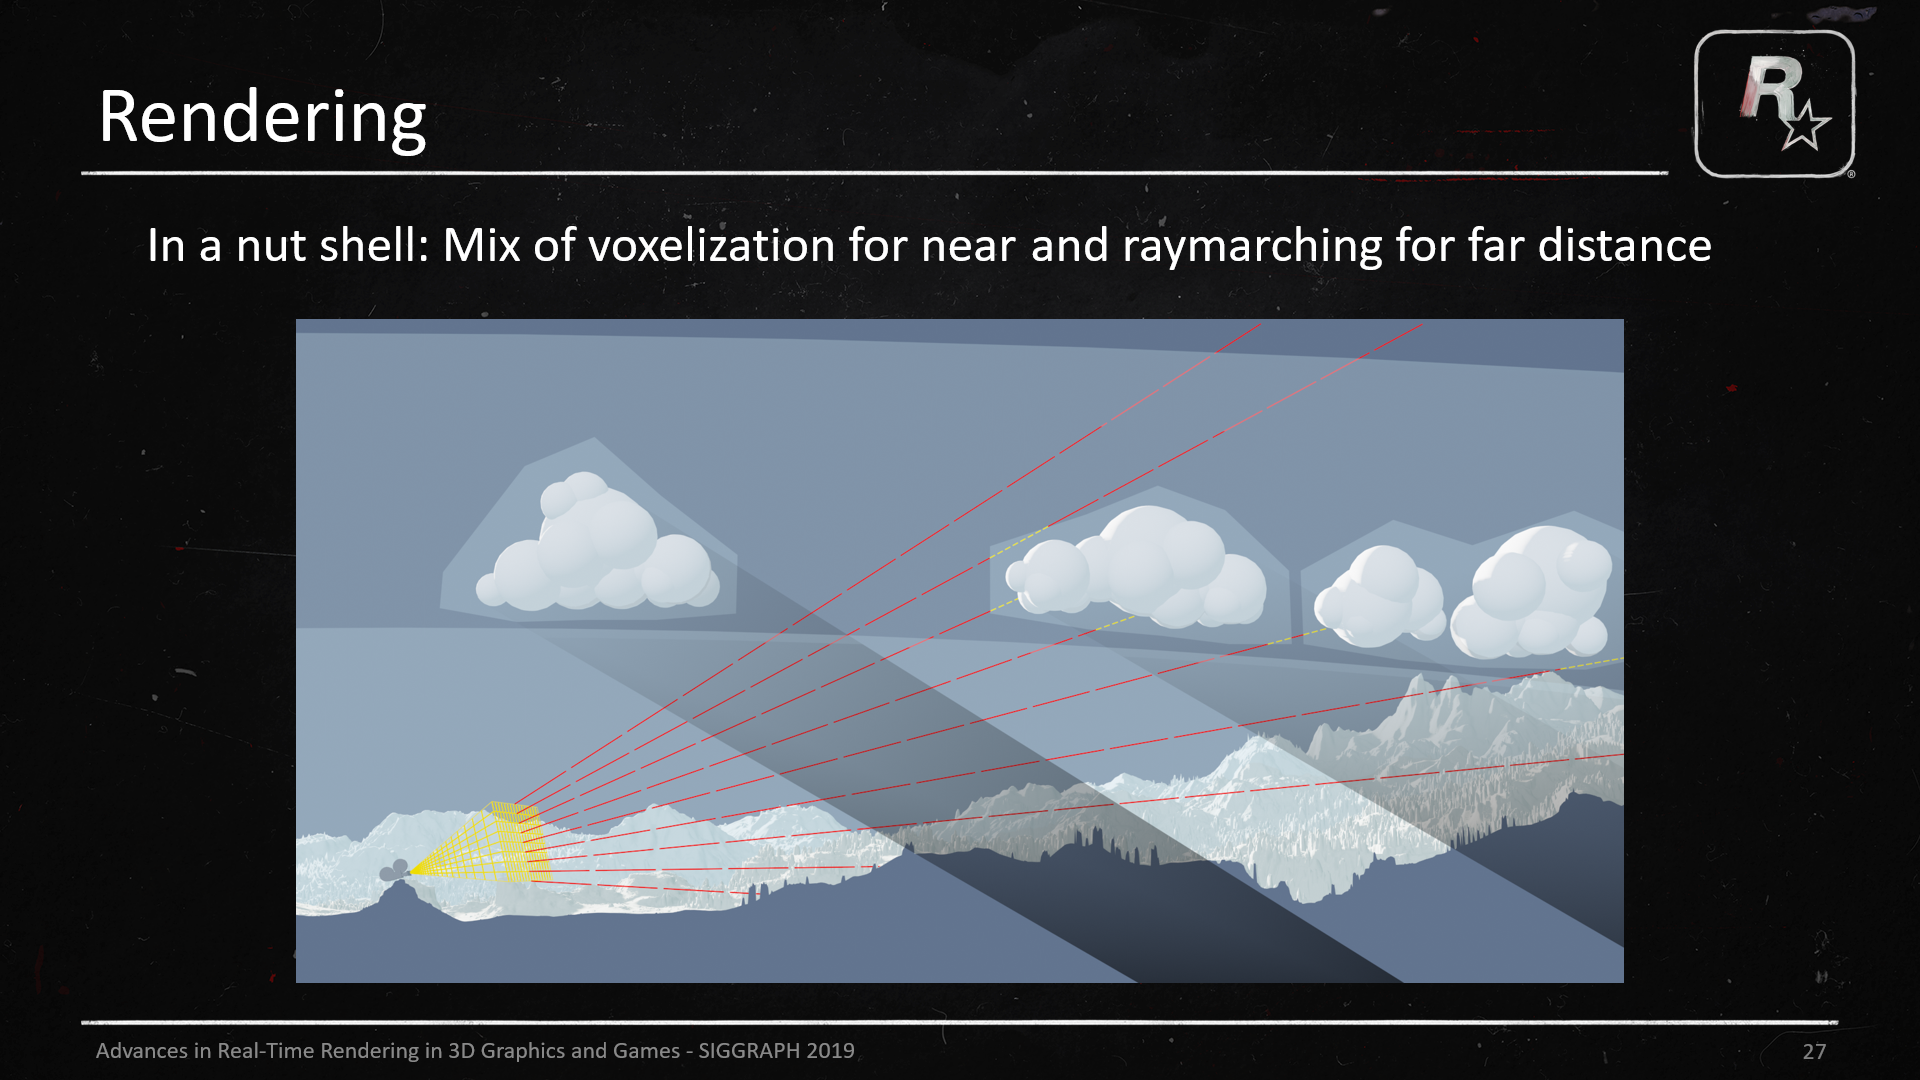 Rendering
R
®
In a nut shell: Mix of voxelization for near and raymarching for far distance
Advances in Real-Time Rendering in 3D Graphics and Games - SIGGRAPH 2019
27